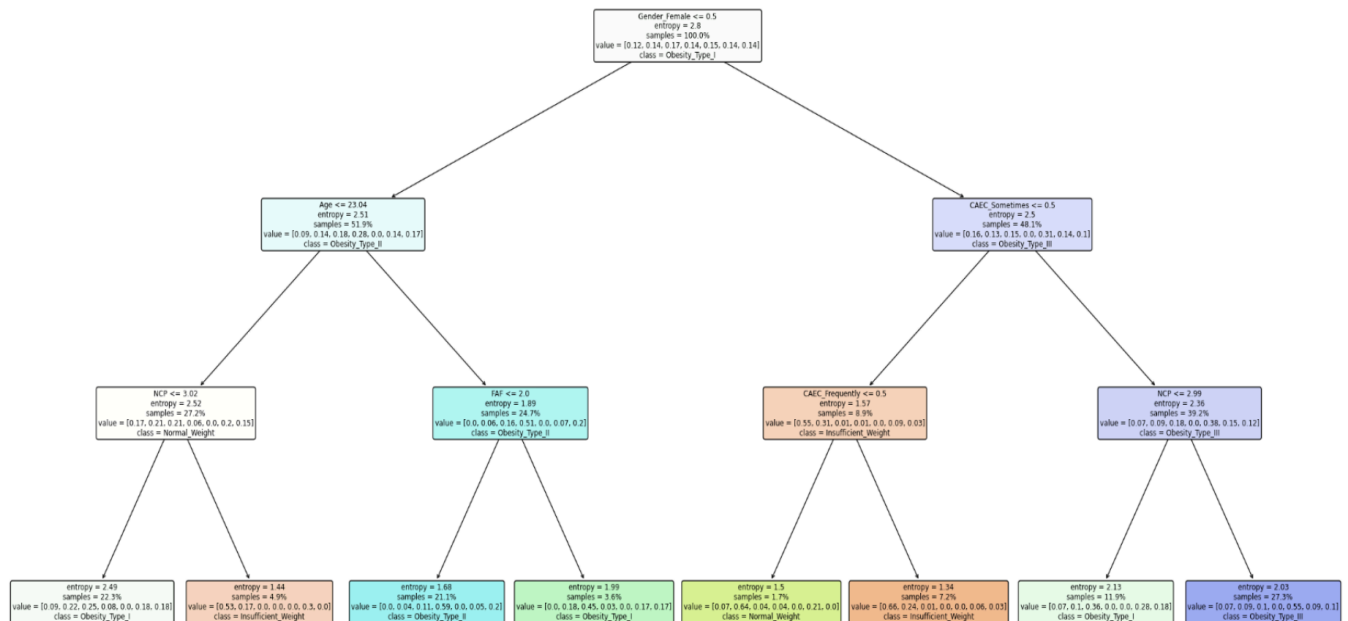 Gender_Female <= 0.5
entropy = 2.8
samples = 100.0%
value = [0.12, 0.14, 0.17, 0.14, 0.15, 0.14, 0.14]
class = Obesity_Type_I
Age <= 23.04
entropy = 2.51
samples = 51.9%
value = [0.09, 0.14, 0.18, 0.28, 0.0, 0.14, 0.17]
class = Obesity_Type_II
CAEC_Sometimes <= 0.5
entropy = 2.5
samples = 48.1%
value = [0.16, 0.13, 0.15, 0.0, 0.31, 0.14, 0.1]
class = Obesity_Type_III
NCP <= 3.02
entropy = 2.52
samples = 27.2%
value = [0.17, 0.21, 0.21, 0.06, 0.0, 0.2, 0.15]
class = Normal_Weight
FAF <= 2.0
entropy = 1.89
samples = 24.7%
value = [0.0, 0.06, 0.16, 0.51, 0.0, 0.07, 0.2]
class = Obesity_Type_II
CAEC_Frequently <= 0.5
entropy = 1.57
samples = 8.9%
value = [0.55, 0.31, 0.01, 0.01, 0.0, 0.09, 0.03]
class = Insufficient_Weight
NCP <= 2.99
entropy = 2.36
samples = 39.2%
value = [0.07, 0.09, 0.18, 0.0, 0.38, 0.15, 0.12]
class = Obesity_Type_III
entropy = 2.49
samples = 22.3%
value = [0.09, 0.22, 0.25, 0.08, 0.0, 0.18, 0.18]
class = Obesity_Type_I
entropy = 1.44
samples = 4.9%
value = [0.53, 0.17, 0.0, 0.0, 0.0, 0.3, 0.0]
class = Insufficient_Weight
entropy = 1.68
samples = 21.1%
value = [0.0, 0.04, 0.11, 0.59, 0.0, 0.05, 0.2]
class = Obesity_Type_II
entropy = 1.99
samples = 3.6%
value = [0.0, 0.18, 0.45, 0.03, 0.0, 0.17, 0.17]
class = Obesity_Type_I
entropy = 1.5
samples = 1.7%
value = [0.07, 0.64, 0.04, 0.04, 0.0, 0.21, 0.0]
class = Normal_Weight
entropy = 1.34
samples = 7.2%
value = [0.66, 0.24, 0.01, 0.0, 0.0, 0.06, 0.03]
class = Insufficient_Weight
entropy = 2.13
samples = 11.9%
value = [0.07, 0.1, 0.36, 0.0, 0.0, 0.28, 0.18]
class = Obesity_Type_I
entropy = 2.03
samples = 27.3%
value = [0.07, 0.09, 0.1, 0.0, 0.55, 0.09, 0.1]
class = Obesity_Type_III